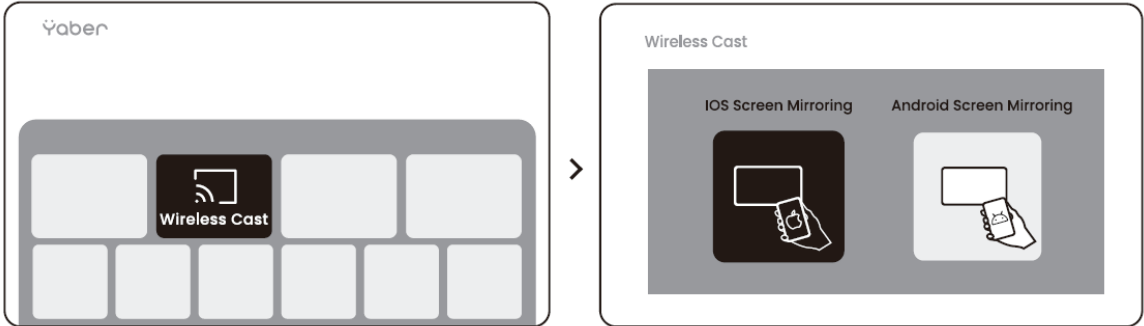 Yaber
Wireless Cast
Wireless Cast
IOS Screen Mirroring
Android Screen Mirroring